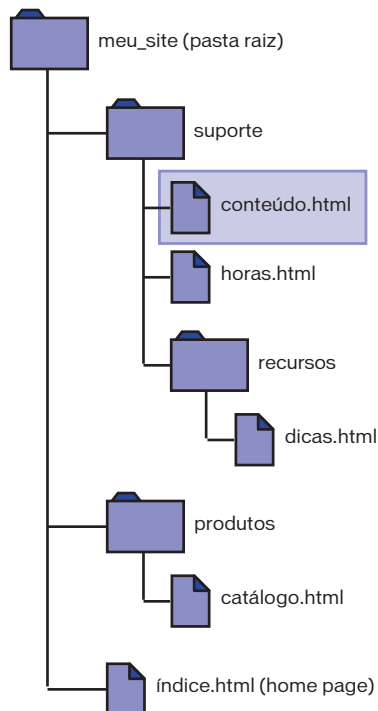 meu_site (pasta raiz)
suporte
conteúdo.html
horas.html
recursos
dicas.html
produtos
catálogo.html
índice.html (home page)